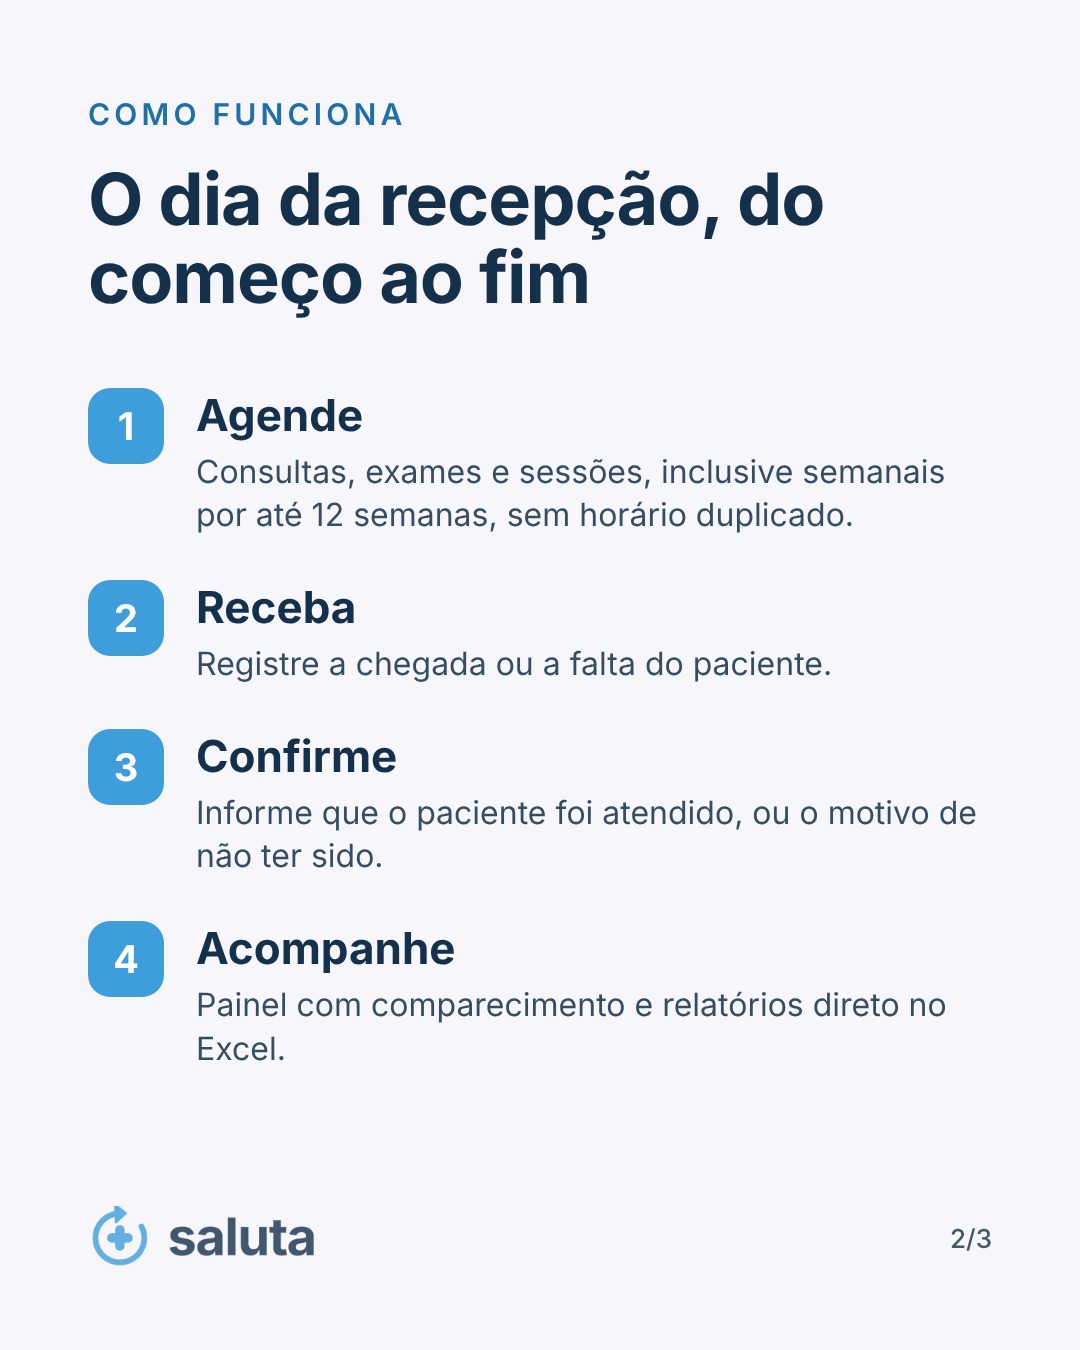 COMO FUNCIONA
O dia da recepção, do
começo ao fim
1
Agende
Consultas, exames e sessões, inclusive semanais
por até 12 semanas, sem horário duplicado.
2
Receba
Registre a chegada ou a falta do paciente.
3
Confirme
Informe que o paciente foi atendido, ou o motivo de
não ter sido.
4
Acompanhe
Painel com comparecimento e relatórios direto no
Excel.
saluta
2/3